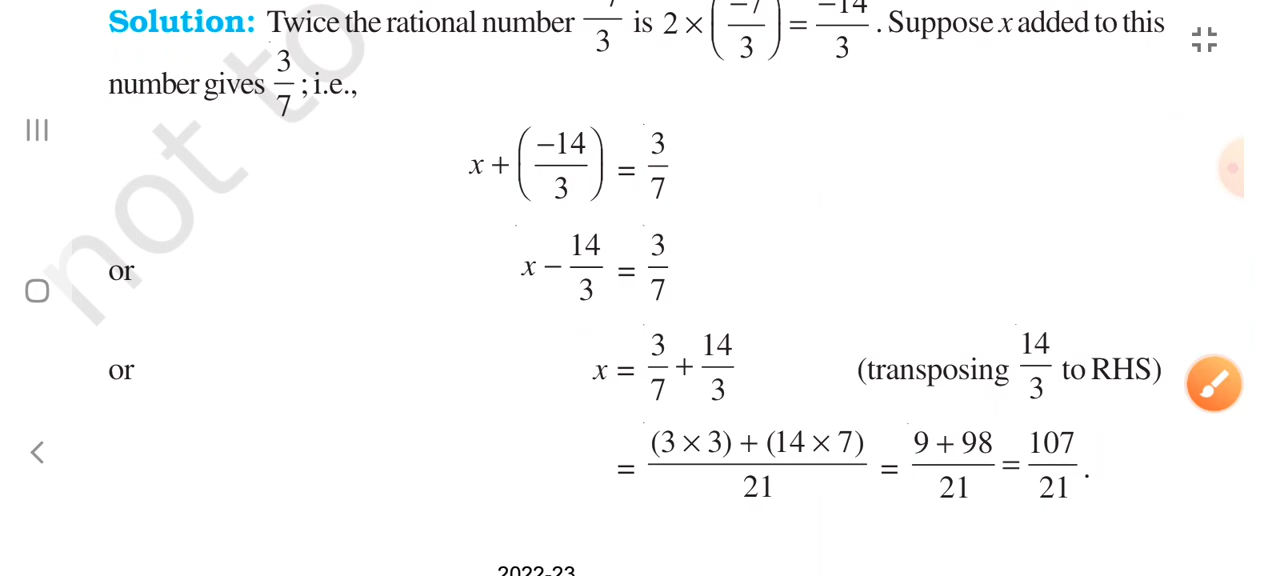 Solution: Twice the rational number −7/3 is 2 × (−7/3) = −14/3 . Suppose x added to this
number gives 3/7 ; i.e.,
x + (−14/3) = 3/7
or x − 14/3 = 3/7
or x = 3/7 + 14/3 (transposing 14/3 to RHS)
= (3 × 3) + (14 × 7)/21 = 9 + 98/21 = 107/21 .
not to
2022-23